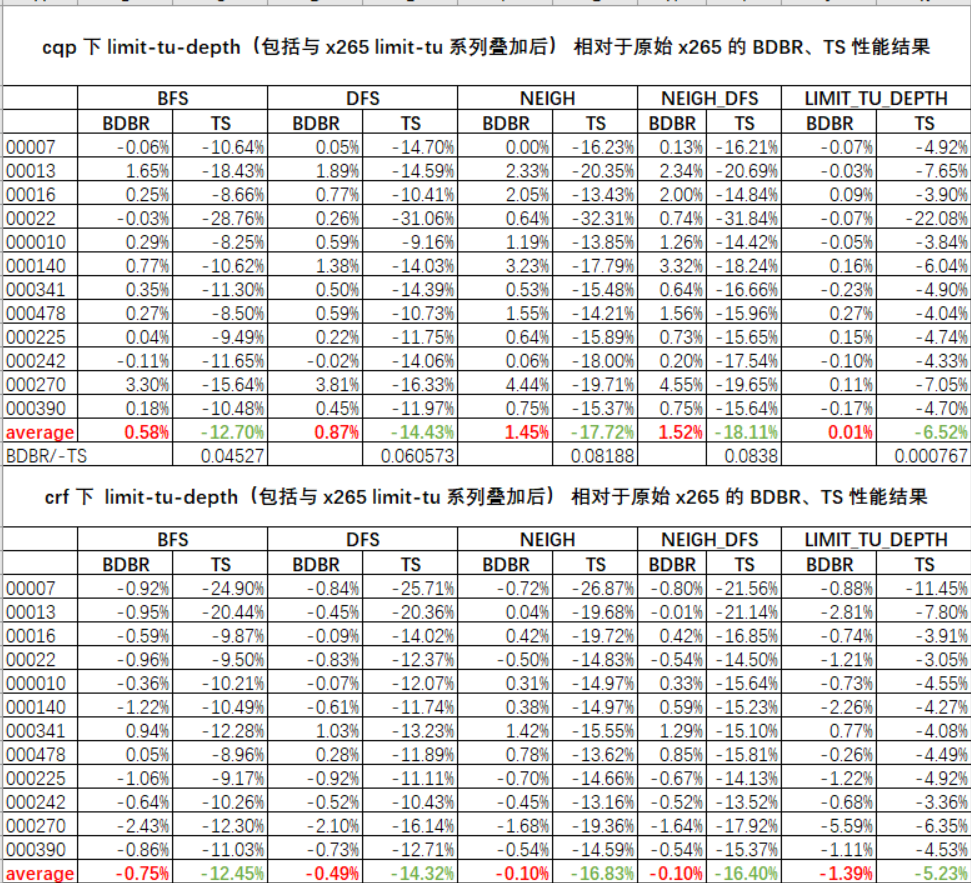 cqp 下 limit-tu-depth（包括与 x265 limit-tu 系列叠加后） 相对于原始 x265 的 BDBR、TS 性能结果
BFS DFS NEIGH NEIGH_DFS LIMIT_TU_DEPTH
BDBR TS BDBR TS BDBR TS BDBR TS BDBR TS
00007 -0.06% -10.64% 0.05% -14.70% 0.00% -16.23% 0.13% -16.21% -0.07% -4.92%
00013 1.65% -18.43% 1.89% -14.59% 2.33% -20.35% 2.34% -20.69% -0.03% -7.65%
00016 0.25% -8.66% 0.77% -10.41% 2.05% -13.43% 2.00% -14.84% 0.09% -3.90%
00022 -0.03% -28.76% 0.26% -31.06% 0.64% -32.31% 0.74% -31.84% -0.07% -22.08%
000010 0.29% -8.25% 0.59% -9.16% 1.19% -13.85% 1.26% -14.42% -0.05% -3.84%
000140 0.77% -10.62% 1.38% -14.03% 3.23% -17.79% 3.32% -18.24% 0.16% -6.04%
000341 0.35% -11.30% 0.50% -14.39% 0.53% -15.48% 0.64% -16.66% -0.23% -4.90%
000478 0.27% -8.50% 0.59% -10.73% 1.55% -14.21% 1.56% -15.96% 0.27% -4.04%
000225 0.04% -9.49% 0.22% -11.75% 0.64% -15.89% 0.73% -15.65% 0.15% -4.74%
000242 -0.11% -11.65% -0.02% -14.06% 0.06% -18.00% 0.20% -17.54% -0.10% -4.33%
000270 3.30% -15.64% 3.81% -16.33% 4.44% -19.71% 4.55% -19.65% 0.11% -7.05%
000390 0.18% -10.48% 0.45% -11.97% 0.75% -15.37% 0.75% -15.64% -0.17% -4.70%
average 0.58% -12.70% 0.87% -14.43% 1.45% -17.72% 1.52% -18.11% 0.01% -6.52%
BDBR/-TS 0.04527 0.060573 0.08188 0.0838 0.000767
crf 下 limit-tu-depth（包括与 x265 limit-tu 系列叠加后） 相对于原始 x265 的 BDBR、TS 性能结果
BFS DFS NEIGH NEIGH_DFS LIMIT_TU_DEPTH
BDBR TS BDBR TS BDBR TS BDBR TS BDBR TS
00007 -0.92% -24.90% -0.84% -25.71% -0.72% -26.87% -0.80% -21.56% -0.88% -11.45%
00013 -0.95% -20.44% -0.45% -20.36% 0.04% -19.68% -0.01% -21.14% -2.81% -7.80%
00016 -0.59% -9.87% -0.09% -14.02% 0.42% -19.72% 0.42% -16.85% -0.74% -3.91%
00022 -0.96% -9.50% -0.83% -12.37% -0.50% -14.83% -0.54% -14.50% -1.21% -3.05%
000010 -0.36% -10.21% -0.07% -12.07% 0.31% -14.97% 0.33% -15.64% -0.73% -4.55%
000140 -1.22% -10.49% -0.61% -11.74% 0.38% -14.97% 0.59% -15.23% -2.26% -4.27%
000341 0.94% -12.28% 1.03% -13.23% 1.42% -15.55% 1.29% -15.10% 0.77% -4.08%
000478 0.05% -8.96% 0.28% -11.89% 0.78% -13.62% 0.85% -15.81% -0.26% -4.49%
000225 -1.06% -9.17% -0.92% -11.11% -0.70% -14.66% -0.67% -14.13% -1.22% -4.92%
000242 -0.64% -10.26% -0.52% -10.43% -0.45% -13.16% -0.52% -13.52% -0.68% -3.36%
000270 -2.43% -12.30% -2.10% -16.14% -1.68% -19.36% -1.64% -17.92% -5.59% -6.35%
000390 -0.86% -11.03% -0.73% -12.71% -0.54% -14.59% -0.54% -15.37% -1.11% -4.53%
average -0.75% -12.45% -0.49% -14.32% -0.10% -16.83% -0.10% -16.40% -1.39% -5.23%